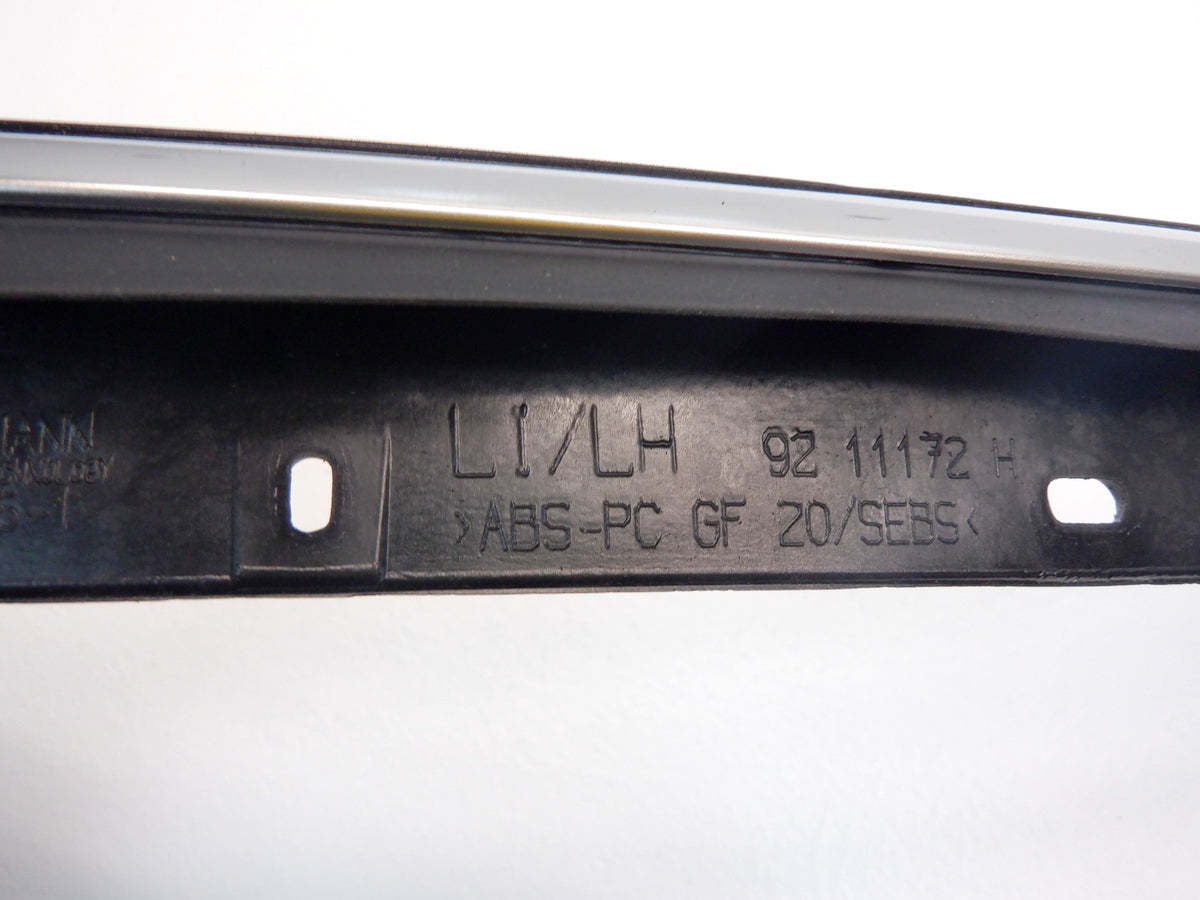 LI/LH 92 11172 H
>ABS-PC GF 20/SEBS<